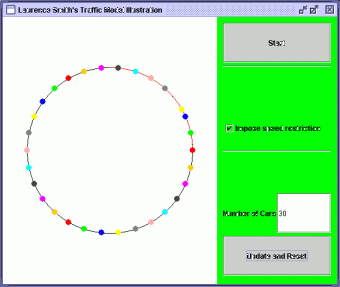 Laurence Smith's Traffic Model Illustration
Start
Impose speed restriction
Number of Cars 30
Update and Reset